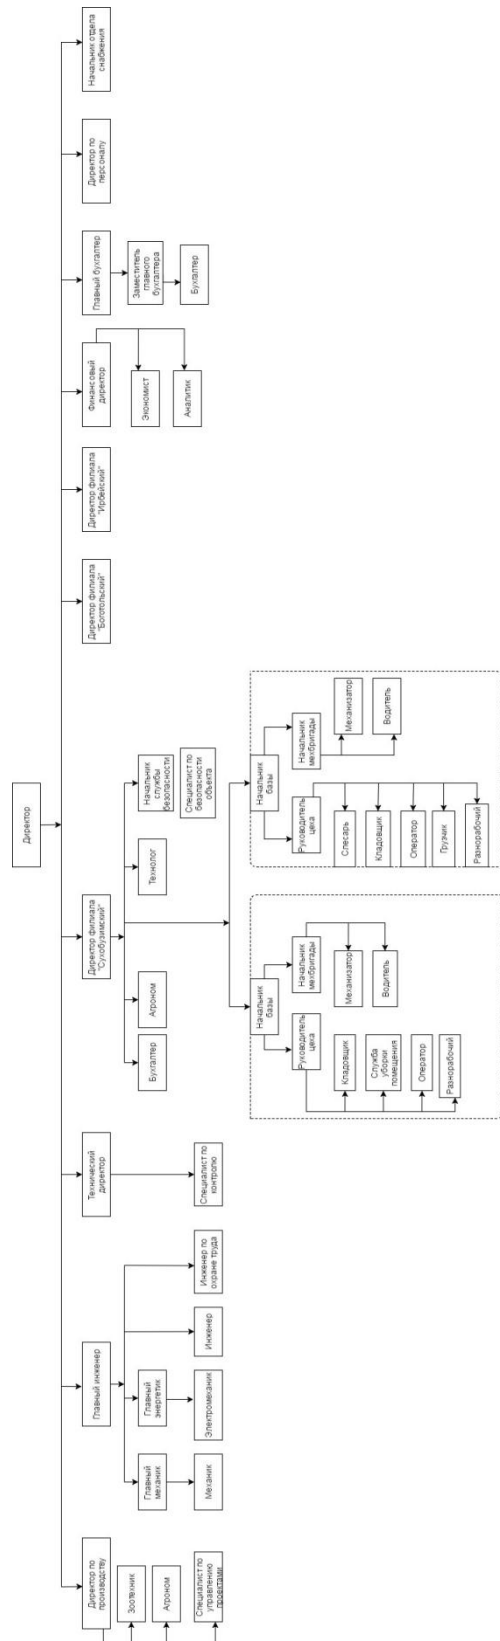 Директор
Директор по
производству
Зоотехник
Агроном
Специалист по
управлению
проектами
Главный инженер
Главный
механик
Механик
Главный
энергетик
Электромеханик
Инженер
Инженер по
охране труда
Технический
директор
Специалист по
контролю
Директор филиала
"Сухобузимский"
Бухгалтер
Агроном
Технолог
Начальник
службы
безопасности
Специалист по
безопасности
объекта
Начальник
базы
Руководитель
цеха
Кладовщик
Служба
уборки
помещения
Оператор
Разнорабочий
Начальник
мехбригады
Механизатор
Водитель
Начальник
базы
Руководитель
цеха
Слесарь
Кладовщик
Оператор
Грузчик
Разнорабочий
Начальник
мехбригады
Механизатор
Водитель
Директор филиала
"Боготольский"
Директор филиала
"Ирбейский"
Финансовый
директор
Экономист
Аналитик
Главный бухгалтер
Заместитель
главного
бухгалтера
Бухгалтер
Директор по
персоналу
Начальник отдела
снабжения